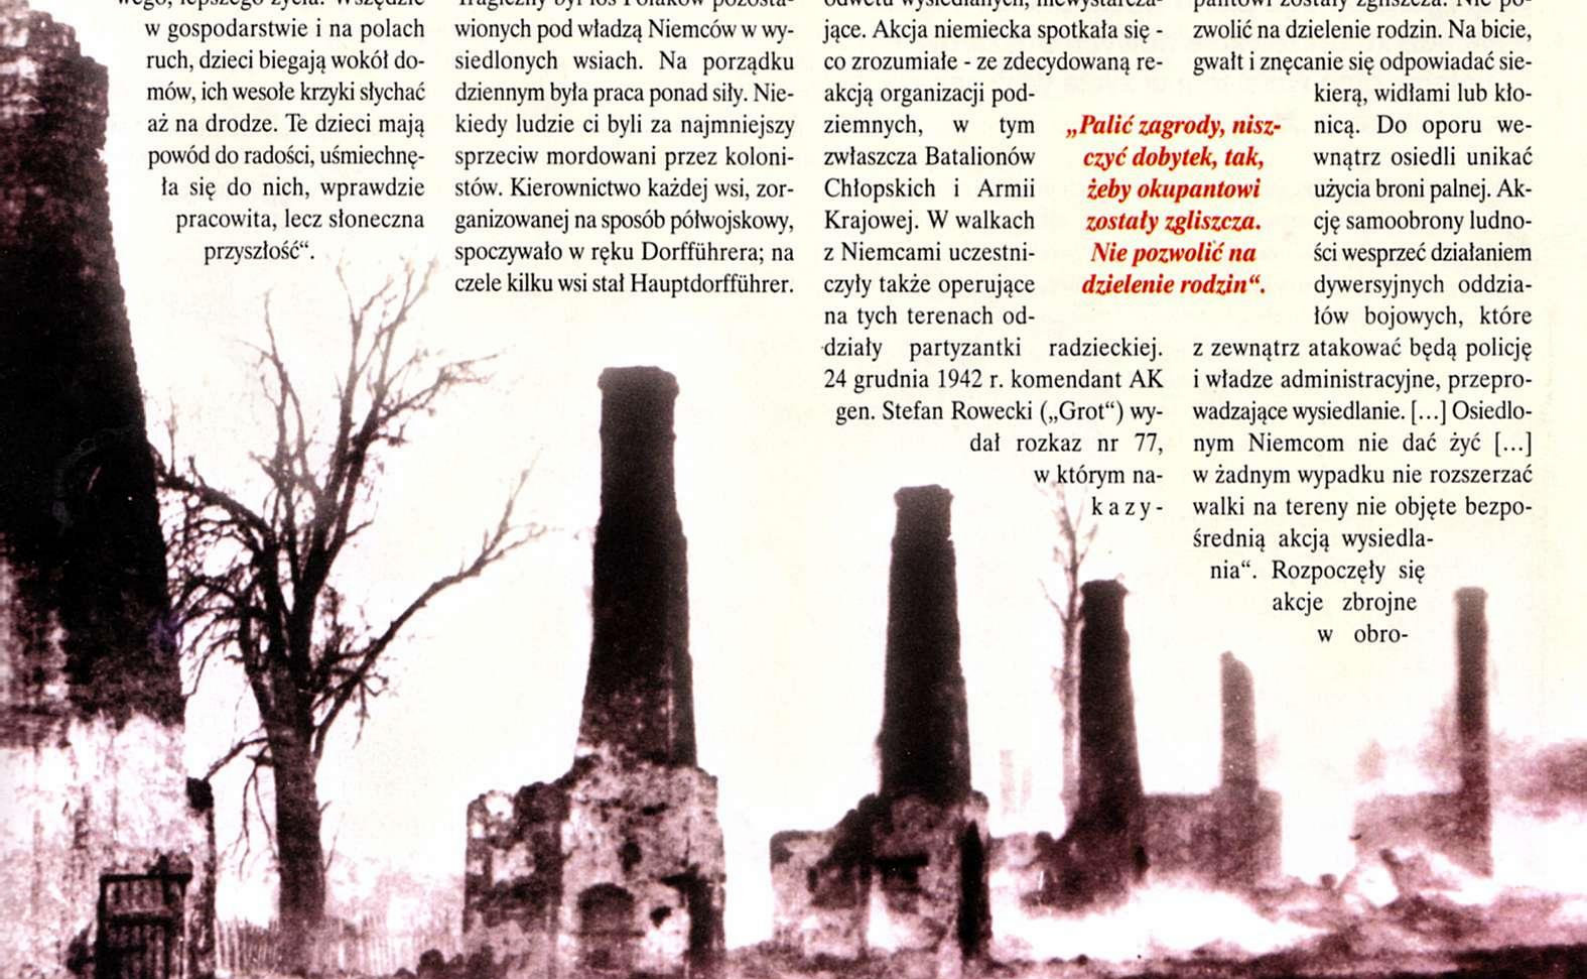 w gospodarstwie i na polach
ruch, dzieci biegają wokół do-
mów, ich wesołe krzyki słychać
aż na drodze. Te dzieci mają
powód do radości, uśmiechnę-
ła się do nich, wprawdzie
pracowita, lecz słoneczna
przyszłość“.
wionych pod władzą Niemców w wy-
siedlonych wsiach. Na porządku
dziennym była praca ponad siły. Nie-
kiedy ludzie ci byli za najmniejszy
sprzeciw mordowani przez koloni-
stów. Kierownictwo każdej wsi, zor-
ganizowanej na sposób półwojskowy,
spoczywało w ręku Dorfführera; na
czele kilku wsi stał Hauptdorfführer.
jące. Akcja niemiecka spotkała się -
co zrozumiałe - ze zdecydowaną re-
akcją organizacji pod-
ziemnych, w tym
zwłaszcza Batalionów
Chłopskich i Armii
Krajowej. W walkach
z Niemcami uczestni-
czyły także operujące
na tych terenach od-
działy partyzantki radzieckiej.
24 grudnia 1942 r. komendant AK
gen. Stefan Rowecki („Grot“) wy-
dał rozkaz nr 77,
w którym na-
kazy-
„Palić zagrody, nisz-
czyć dobytek, tak,
żeby okupantowi
zostały zgliszcza.
Nie pozwolić na
dzielenie rodzin“.
zwolić na dzielenie rodzin. Na bicie,
gwałt i znęcanie się odpowiadać sie-
kierą, widłami lub kło-
nicą. Do oporu we-
wnątrz osiedli unikać
użycia broni palnej. Ak-
cję samoobrony ludno-
ści wesprzeć działaniem
dywersyjnych oddzia-
łów bojowych, które
z zewnątrz atakować będą policję
i władze administracyjne, przepro-
wadzające wysiedlanie. [...] Osiedlo-
nym Niemcom nie dać żyć [...]
w żadnym wypadku nie rozszerzać
walki na tereny nie objęte bezpo-
średnią akcją wysiedla-
nia“. Rozpoczęły się
akcje zbrojne
w obro-